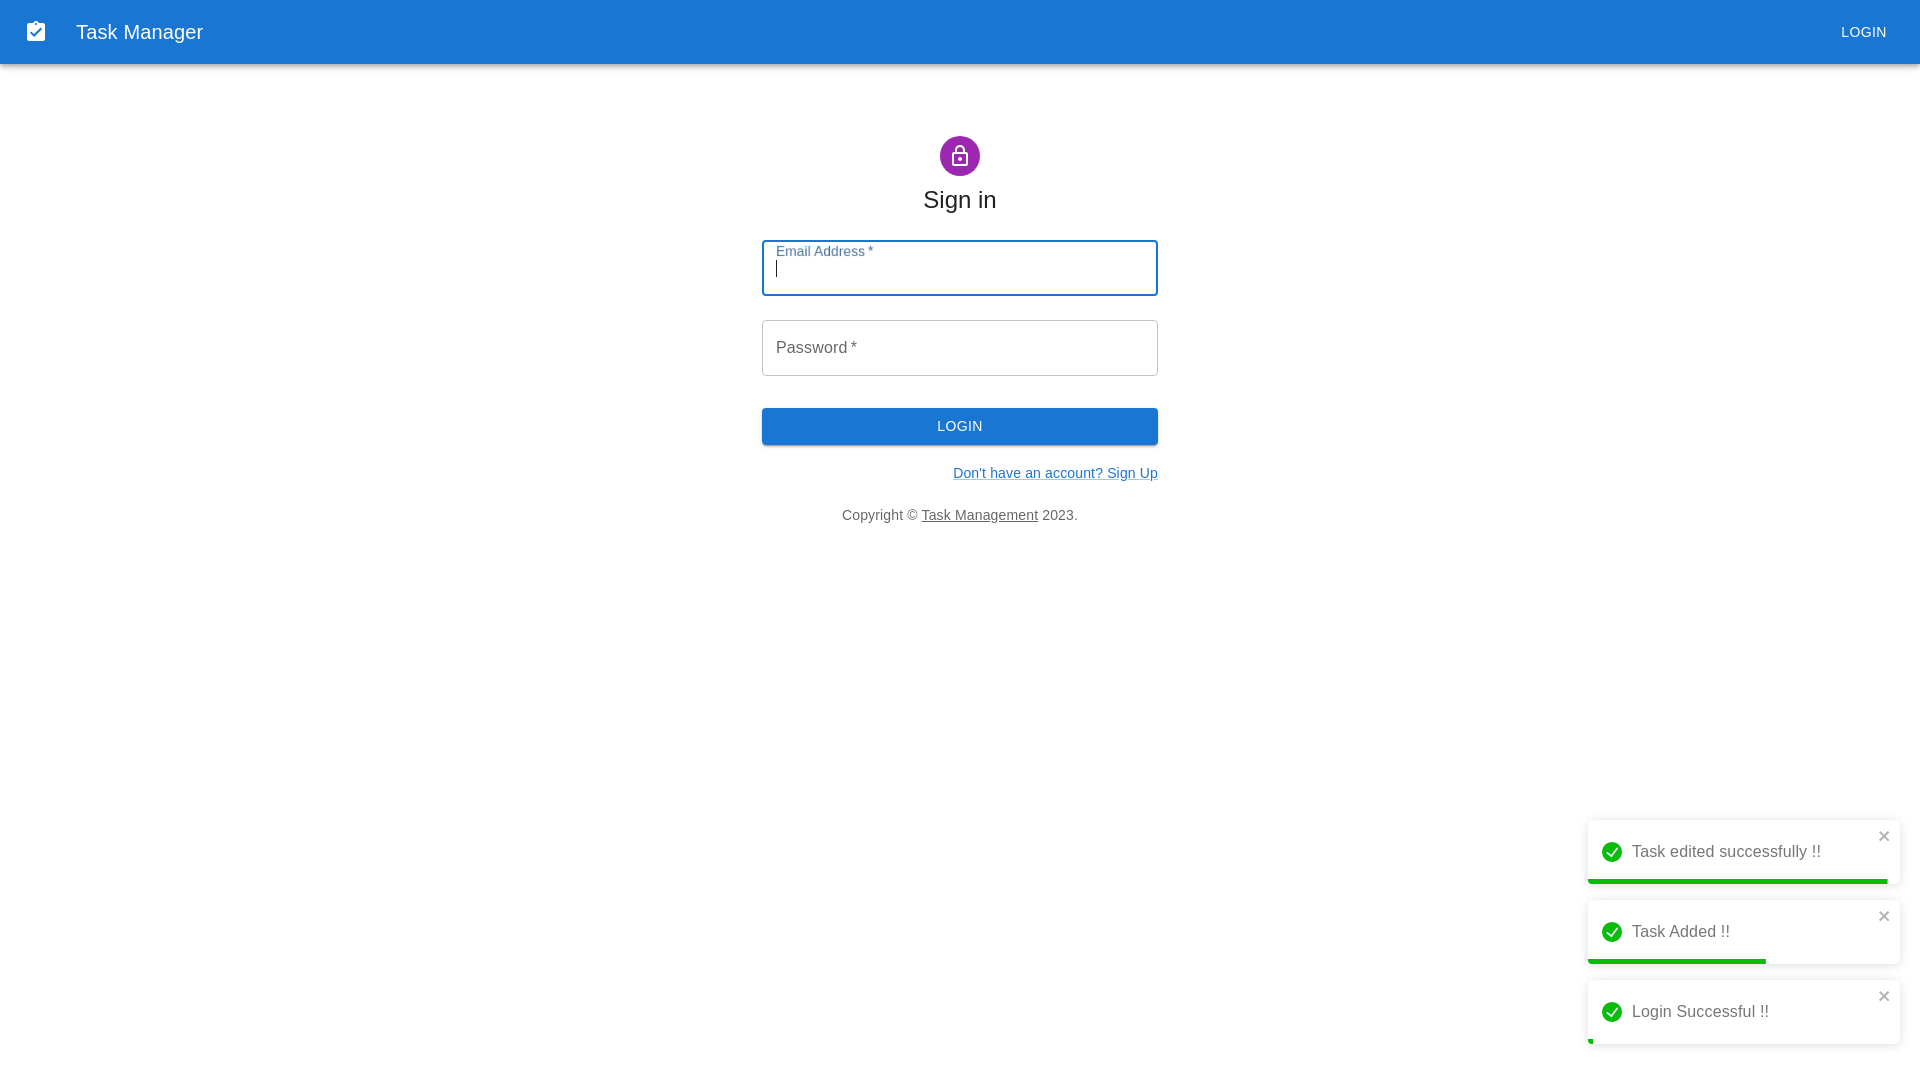 Task Manager
LOGIN
Sign in
Email Address *
Password *
LOGIN
Don't have an account? Sign Up
Copyright © Task Management 2023.
Task edited successfully !!
Task Added !!
Login Successful !!